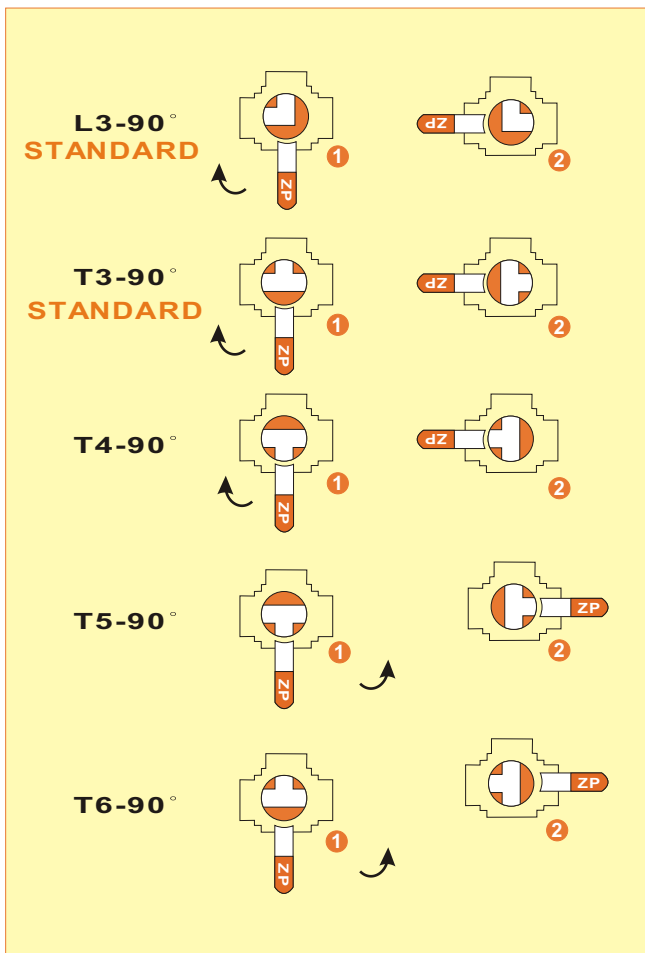 L3-90°
STANDARD
ZP
1
ZP
2
T3-90°
STANDARD
ZP
1
ZP
2
T4-90°
ZP
1
ZP
2
T5-90°
ZP
1
ZP
2
T6-90°
ZP
1
ZP
2